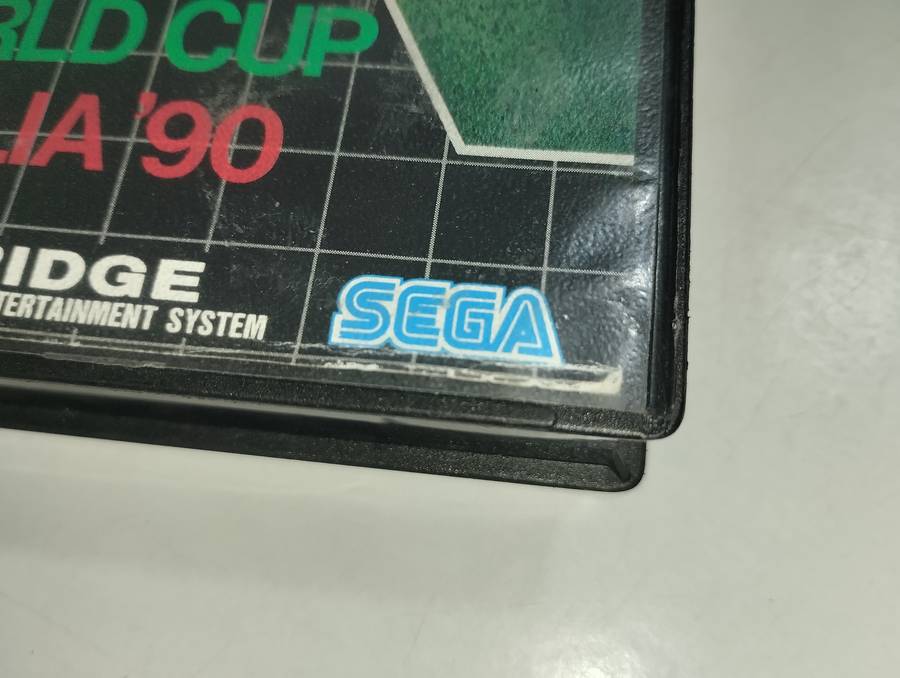 RLD CUP
LIA '90
RIDGE
TERTAINMENT SYSTEM
SEGA